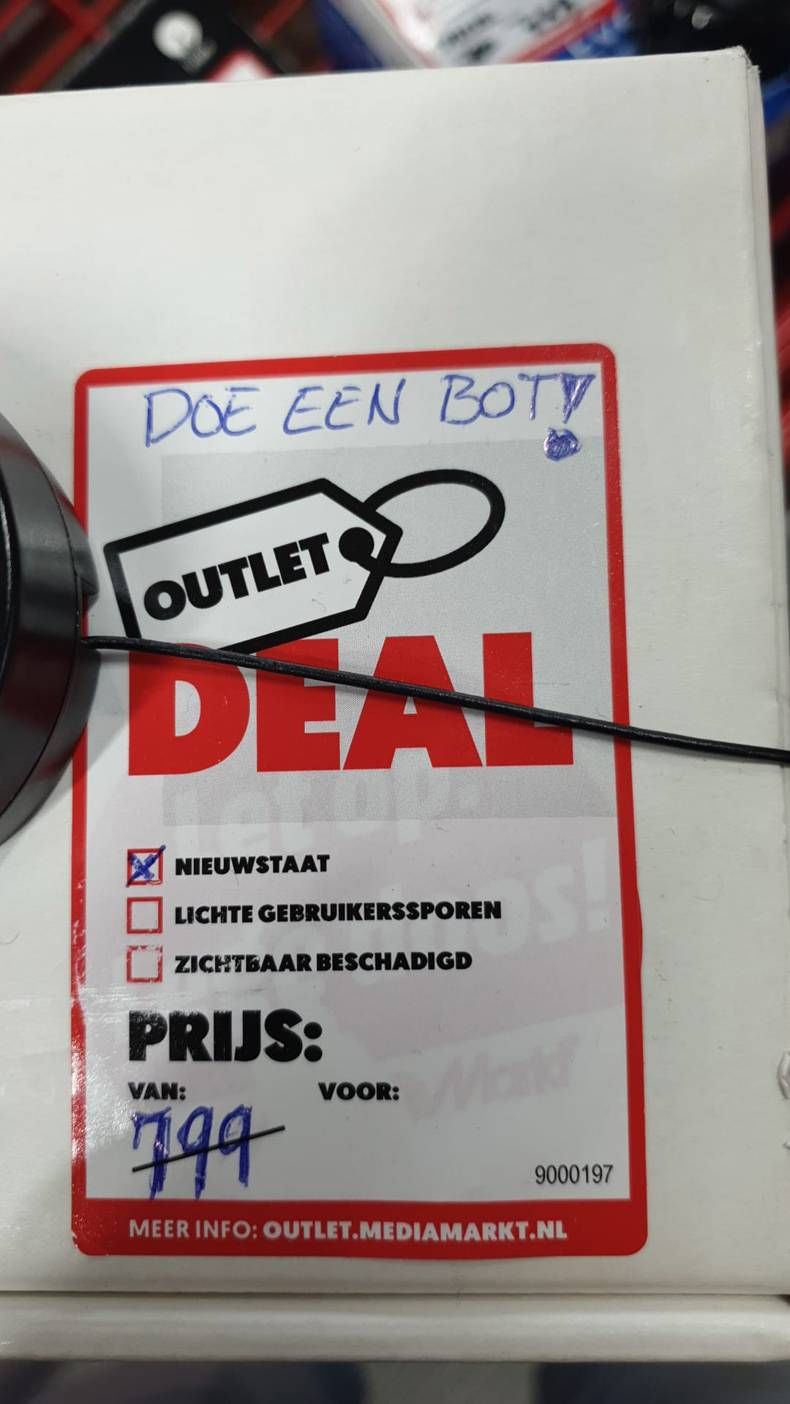 DOE EEN BOT!
OUTLET
DEAL
NIEUWSTAAT
LICHTE GEBRUIKERSSPOREN
ZICHTBAAR BESCHADIGD
PRIJS:
VAN: VOOR:
799
9000197
MEER INFO: OUTLET.MEDIAMARKT.NL